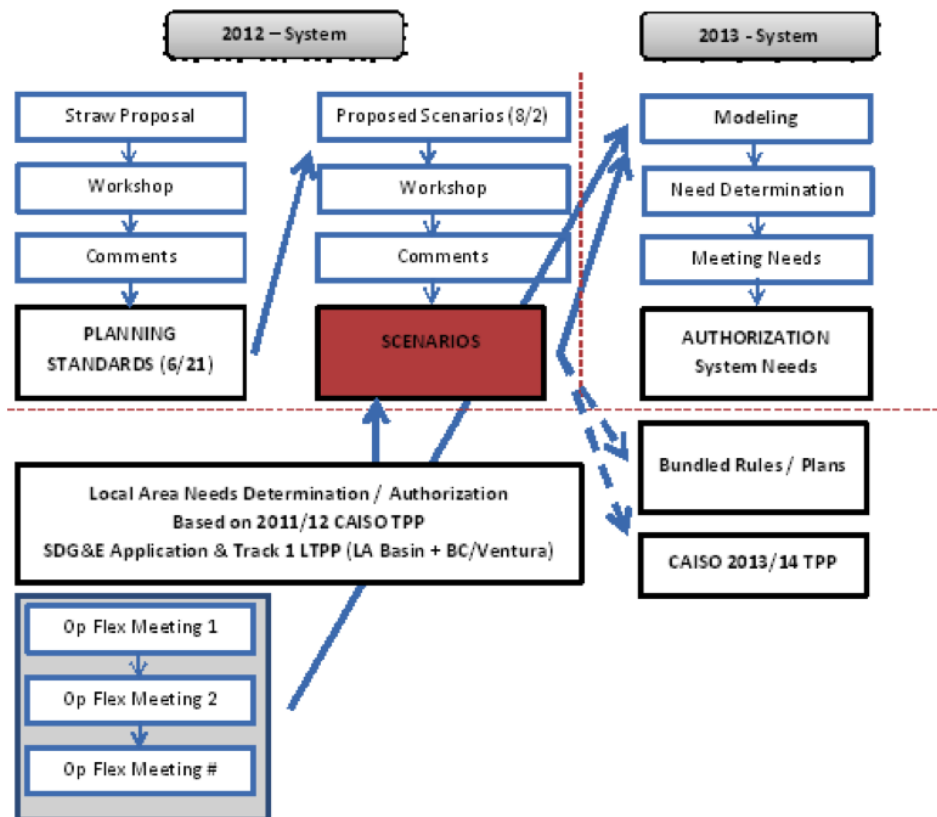 2012 – System
2013 - System
Straw Proposal
Workshop
Comments
PLANNING
STANDARDS (6/21)
Proposed Scenarios (8/2)
Workshop
Comments
SCENARIOS
Modeling
Need Determination
Meeting Needs
AUTHORIZATION
System Needs
Local Area Needs Determination / Authorization
Based on 2011/12 CAISO TPP
SDG&E Application & Track 1 LTPP (LA Basin + BC/Ventura)
Bundled Rules / Plans
CAISO 2013/14 TPP
Op Flex Meeting 1
Op Flex Meeting 2
Op Flex Meeting #